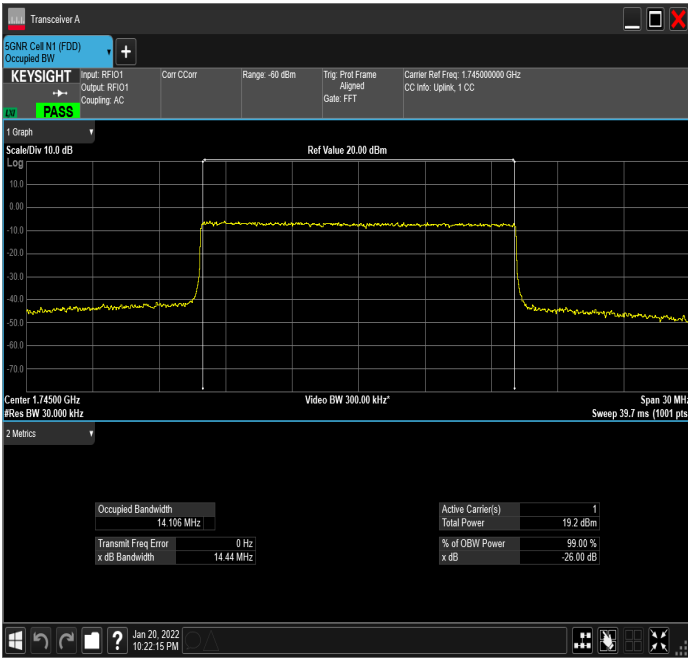 Transceiver A
5GNR Cell N1 (FDD)
Occupied BW
KEYSIGHT
Input: RFIO1
Output: RFIO1
Coupling: AC
Corr CCorr
Range: -60 dBm
Trig: Prot Frame
Aligned
Gate: FFT
Carrier Ref Freq: 1.745000000 GHz
CC Info: Uplink, 1 CC
LXI
PASS
1 Graph
Scale/Div 10.0 dB
Ref Value 20.00 dBm
Log
10.0
0.00
-10.0
-20.0
-30.0
-40.0
-50.0
-60.0
-70.0
Center 1.74500 GHz
Video BW 300.00 kHz*
Span 30 MHz
#Res BW 30.000 kHz
Sweep 39.7 ms (1001 pts
2 Metrics
Occupied Bandwidth
14.106 MHz
Transmit Freq Error 0 Hz
x dB Bandwidth 14.44 MHz
Active Carrier(s) 1
Total Power 19.2 dBm
% of OBW Power 99.00 %
x dB -26.00 dB
?
Jan 20, 2022
10:22:15 PM